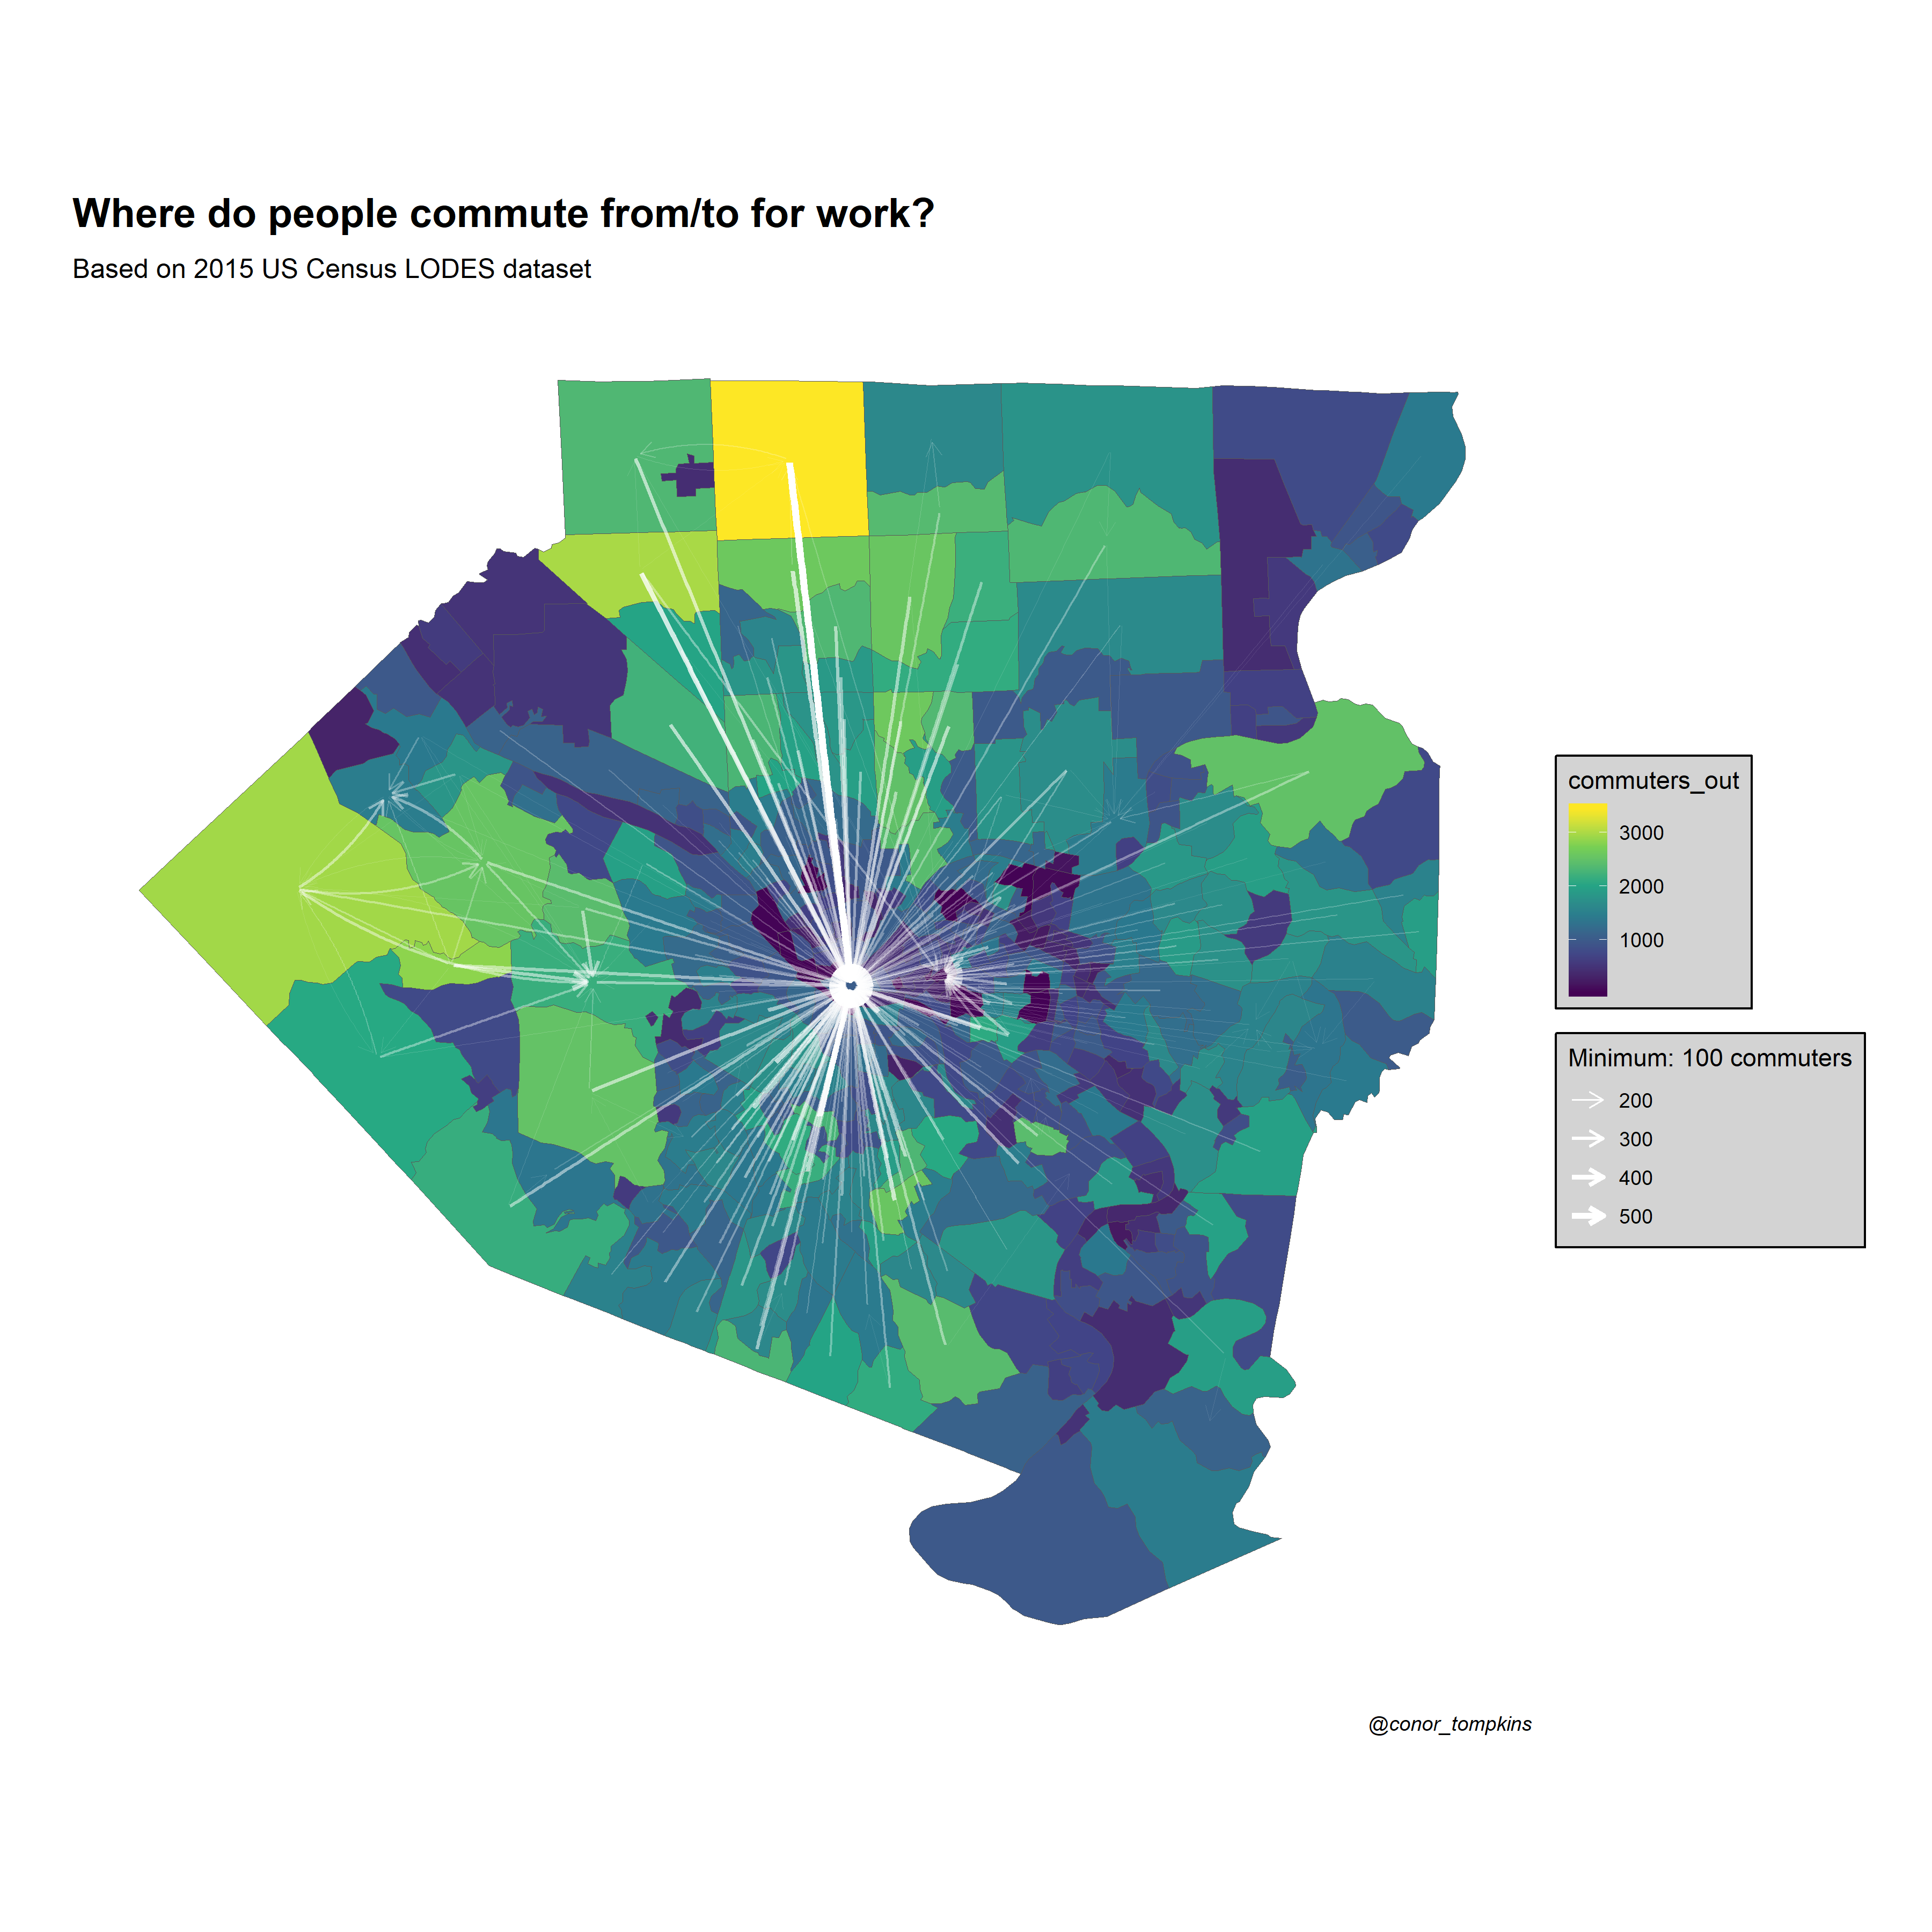 Where do people commute from/to for work?
Based on 2015 US Census LODES dataset
commuters_out
3000
2000
1000
Minimum: 100 commuters
200
300
400
500
@conor_tompkins